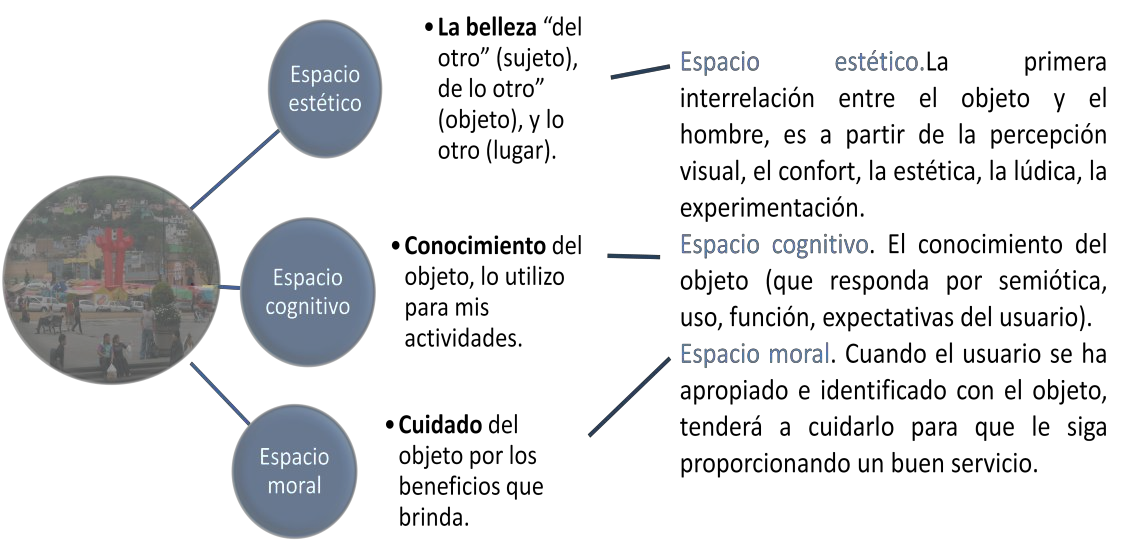 Espacio
estético
• La belleza “del
otro” (sujeto),
de lo otro”
(objeto), y lo
otro (lugar).
Espacio estético.La primera
interrelación entre el objeto y el
hombre, es a partir de la percepción
visual, el confort, la estética, la lúdica, la
experimentación.
Espacio
cognitivo
• Conocimiento del
objeto, lo utilizo
para mis
actividades.
Espacio cognitivo. El conocimiento del
objeto (que responda por semiótica,
uso, función, expectativas del usuario).
Espacio
moral
• Cuidado del
objeto por los
beneficios que
brinda.
Espacio moral. Cuando el usuario se ha
apropiado e identificado con el objeto,
tenderá a cuidarlo para que le siga
proporcionando un buen servicio.